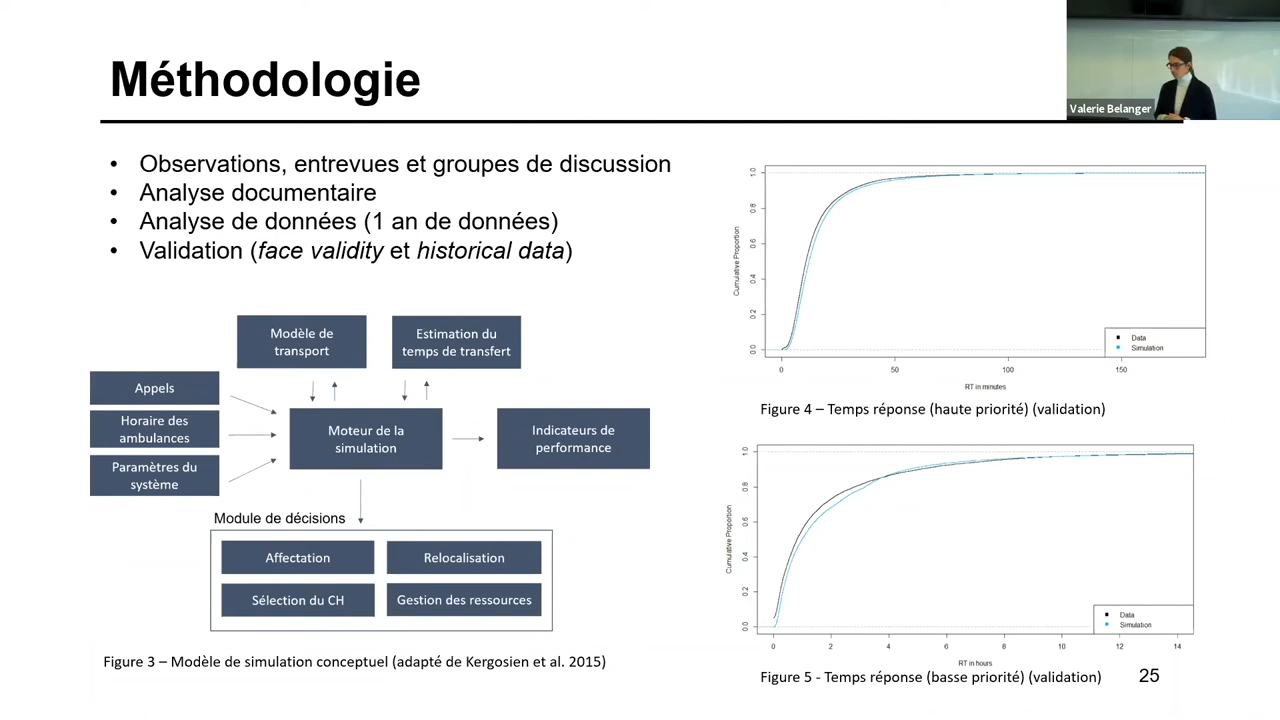 Méthodologie
Valerie Belanger
• Observations, entrevues et groupes de discussion
• Analyse documentaire
• Analyse de données (1 an de données)
• Validation (face validity et historical data)
Modèle de
transport
Estimation du
temps de transfert
Appels
Horaire des
ambulances
Paramètres du
système
Moteur de la
simulation
Indicateurs de
performance
Module de décisions
Affectation
Relocalisation
Sélection du CH
Gestion des ressources
Figure 3 – Modèle de simulation conceptuel (adapté de Kergosien et al. 2015)
Cumulative Proportion
1.0
0.8
0.6
0.4
0.2
0.0
Data
Simulation
0
50
100
150
RT in minutes
Figure 4 – Temps réponse (haute priorité) (validation)
Cumulative Proportion
1.0
0.8
0.6
0.4
0.2
0.0
Data
Simulation
0
2
4
6
8
10
12
14
RT in hours
Figure 5 - Temps réponse (basse priorité) (validation)
25